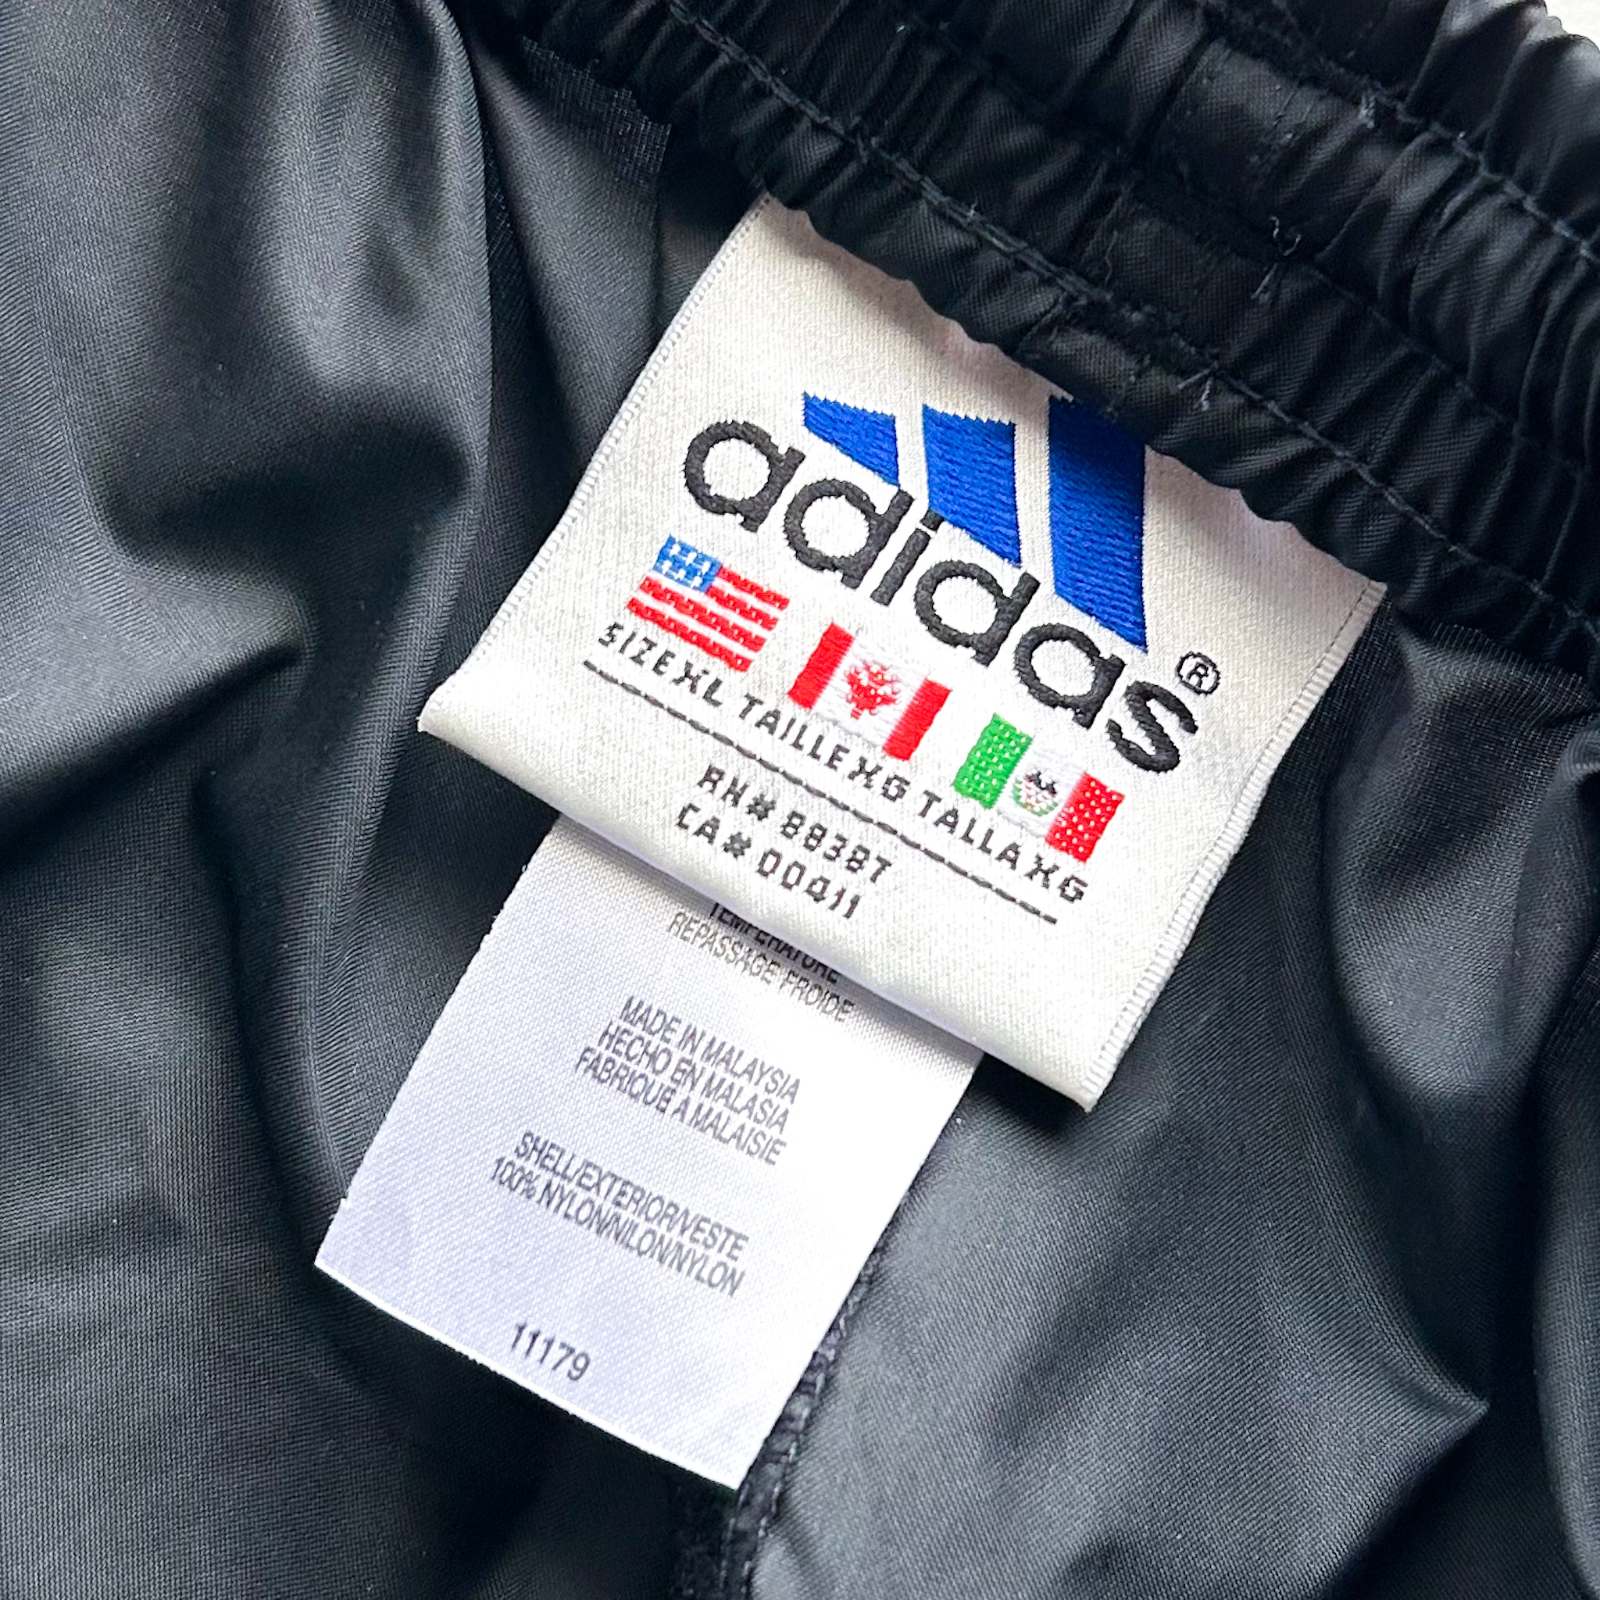 adidas®
SIZE XL TAILLE XG TALLA XG
RN# 88387
CA# 00411
TEMPERATURE
REPASSAGE FROIDE
MADE IN MALAYSIA
HECHO EN MALASIA
FABRIQUE A MALAISIE
SHELL/EXTERIOR/VESTE
100% NYLON/NILON/NYLON
11179